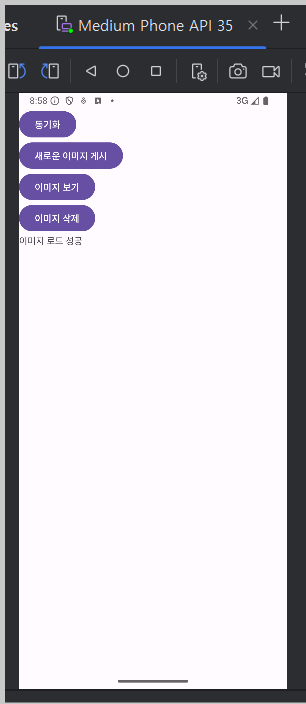 es
Medium Phone API 35
8:58
3G
동기화
새로운 이미지 게시
이미지 보기
이미지 삭제
이미지 로드 성공